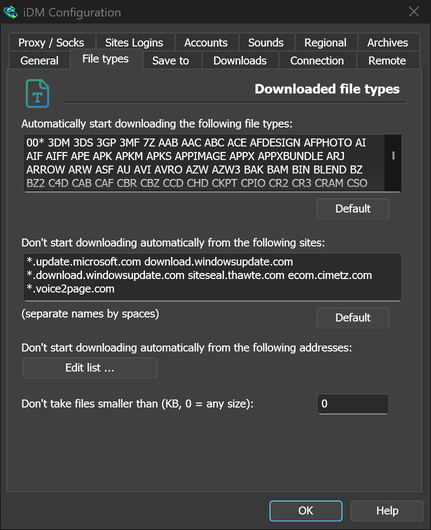 iDM Configuration
Proxy / Socks Sites Logins Accounts Sounds Regional Archives
General File types Save to Downloads Connection Remote
Downloaded file types
Automatically start downloading the following file types:
00* 3DM 3DS 3GP 3MF 7Z AAB AAC ABC ACE AFDESIGN AFPHOTO AI
AIF AIFF APE APK APKM APKS APPIMAGE APPX APPXBUNDLE ARJ
ARROW ARW ASF AU AVI AVRO AZW AZW3 BAK BAM BIN BLEND BZ
BZ2 C4D CAB CAF CBR CBZ CCD CHD CKPT CPIO CR2 CR3 CRAM CSO
Default
Don't start downloading automatically from the following sites:
*.update.microsoft.com download.windowsupdate.com
*.download.windowsupdate.com siteseal.thawte.com ecom.cimetz.com
*.voice2page.com
(separate names by spaces)
Default
Don't start downloading automatically from the following addresses:
Edit list ...
Don't take files smaller than (KB, 0 = any size):
0
OK
Help